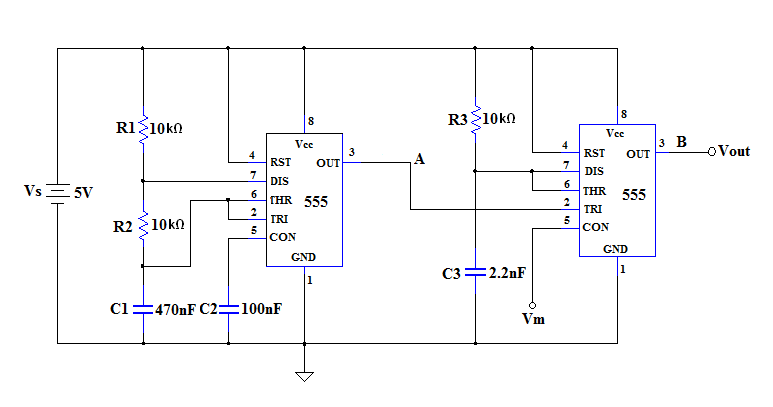 Vs 5V
R1 10kΩ
R2 10kΩ
C1 470nF
C2 100nF
8
Vcc
4 RST
OUT 3
A
7 DIS
6 THR
555
2 TRI
5 CON
GND
1
R3 10kΩ
C3 2.2nF
Vm
8
Vcc
4 RST
OUT 3
B
Vout
7 DIS
6 THR
555
2 TRI
5 CON
GND
1